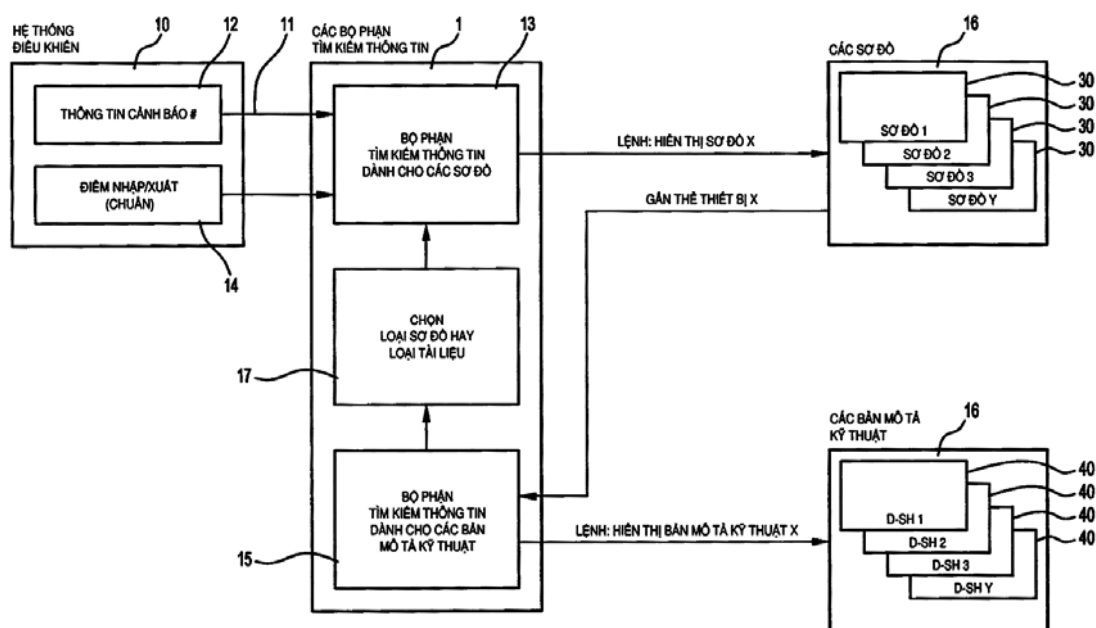 HỆ THỐNG
ĐIỀU KHIỂN
10
12
11
THÔNG TIN CẢNH BÁO #
ĐIỂM NHẬP/XUẤT
(CHUẨN)
14
CÁC BỘ PHẬN
TÌM KIẾM THÔNG TIN
1
13
BỘ PHẬN
TÌM KIẾM THÔNG TIN
DÀNH CHO CÁC SƠ ĐỒ
CHỌN
LOẠI SƠ ĐỒ HAY
LOẠI TÀI LIỆU
17
BỘ PHẬN
TÌM KIẾM THÔNG TIN
DÀNH CHO CÁC BẢN
MÔ TẢ KỸ THUẬT
15
LỆNH: HIỂN THỊ SƠ ĐỒ X
GẮN THẺ THIẾT BỊ X
LỆNH: HIỂN THỊ BẢN MÔ TẢ KỸ THUẬT X
CÁC SƠ ĐỒ
16
SƠ ĐỒ 1
SƠ ĐỒ 2
SƠ ĐỒ 3
SƠ ĐỒ Y
30
30
30
30
CÁC BẢN MÔ TẢ
KỸ THUẬT
16
D-SH 1
D-SH 2
D-SH 3
D-SH Y
40
40
40
40